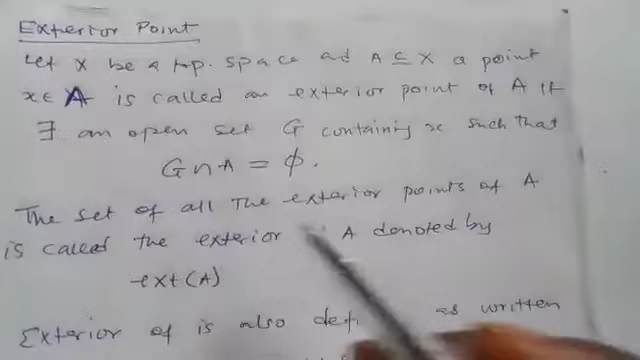 Exterior Point
Let X be a top. space ad A ⊆ X a point
x ∈ A is called an exterior point of A if
∃ an open set G containing x such that
G ∩ A = ϕ.
The set of all the exterior points of A
is called the exterior A denoted by
ext(A)
Exterior of is also def as written